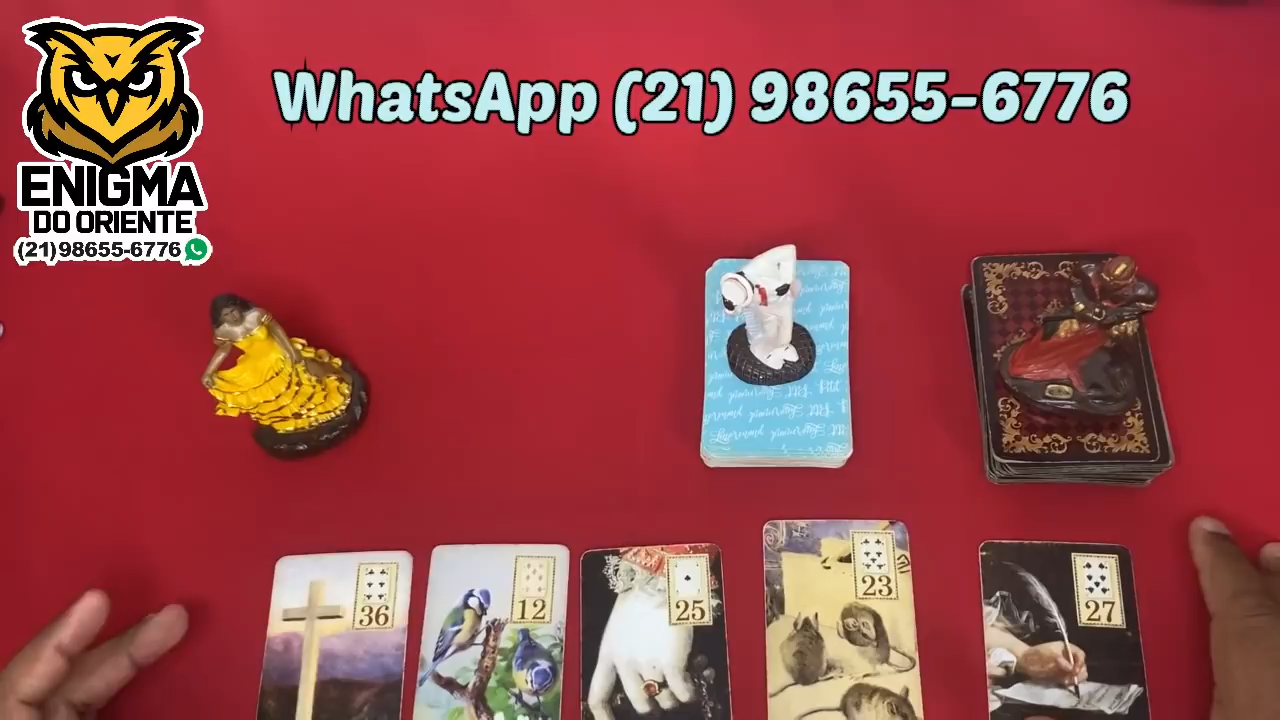 WhatsApp (21) 98655-6776
ENIGMA
DO ORIENTE
(21)98655-6776
36
12
25
23
27